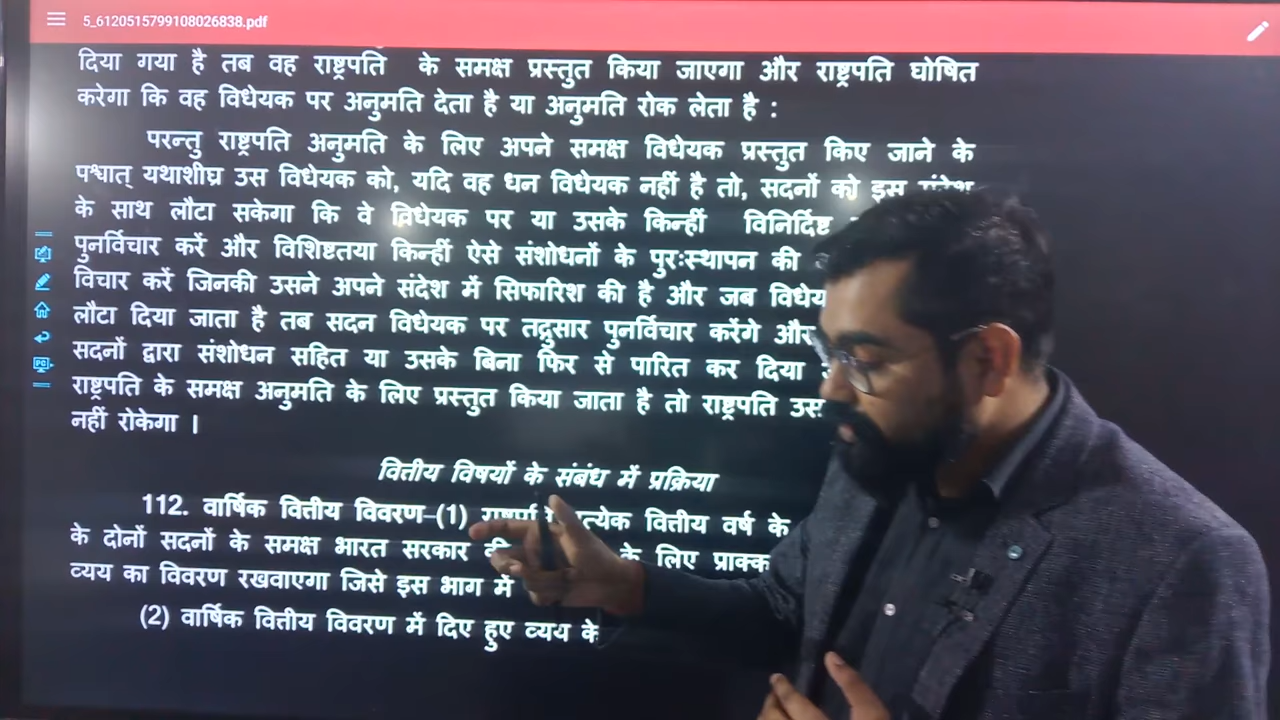 5_6120515799108026838.pdf
दिया गया है तब वह राष्ट्रपति के समक्ष प्रस्तुत किया जाएगा और राष्ट्रपति घोषित
करेगा कि वह विधेयक पर अनुमति देता है या अनुमति रोक लेता है :
परन्तु राष्ट्रपति अनुमति के लिए अपने समक्ष विधेयक प्रस्तुत किए जाने के
पश्चात् यथाशीघ्र उस विधेयक को, यदि वह धन विधेयक नहीं है तो, सदनों को इस
के साथ लौटा सकेगा कि वे विधेयक पर या उसके किन्हीं विनिर्दिष्ट
पुनर्विचार करें और विशिष्टतया किन्हीं ऐसे संशोधनों के पुरःस्थापन की
विचार करें जिनकी उसने अपने संदेश में सिफारिश की है और जब
लौटा दिया जाता है तब सदन विधेयक पर तद्नुसार पुनर्विचार करेंगे और
सदनों द्वारा संशोधन सहित या उसके बिना फिर से पारित कर दिया
राष्ट्रपति के समक्ष अनुमति के लिए प्रस्तुत किया जाता है तो राष्ट्रपति
नहीं रोकेगा ।
वित्तीय विषयों के संबंध में प्रक्रिया
112. वार्षिक वित्तीय विवरण–(1) वित्तीय वर्ष के
के दोनों सदनों के समक्ष भारत सरकार के लिए
व्यय का विवरण रखवाएगा जिसे इस भाग में
(2) वार्षिक वित्तीय विवरण में दिए हुए व्यय के